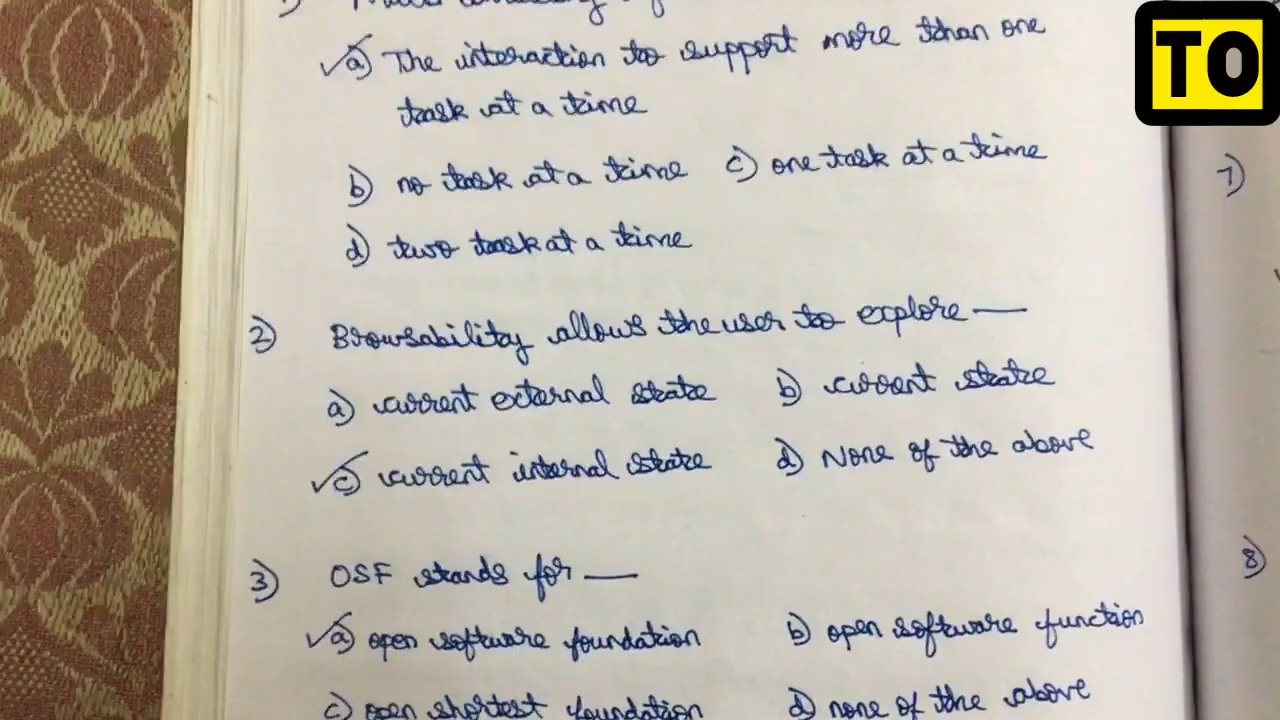 a) The interaction to support more than one
task at a time
b) no task at a time c) one task at a time
d) two task at a time
2) Browsability allows the user to explore —
a) current external state b) current state
c) current internal state d) None of the above
3) OSF stands for —
a) open software foundation b) open software function
c) open shortest foundation d) none of the above
TO
7)
8)